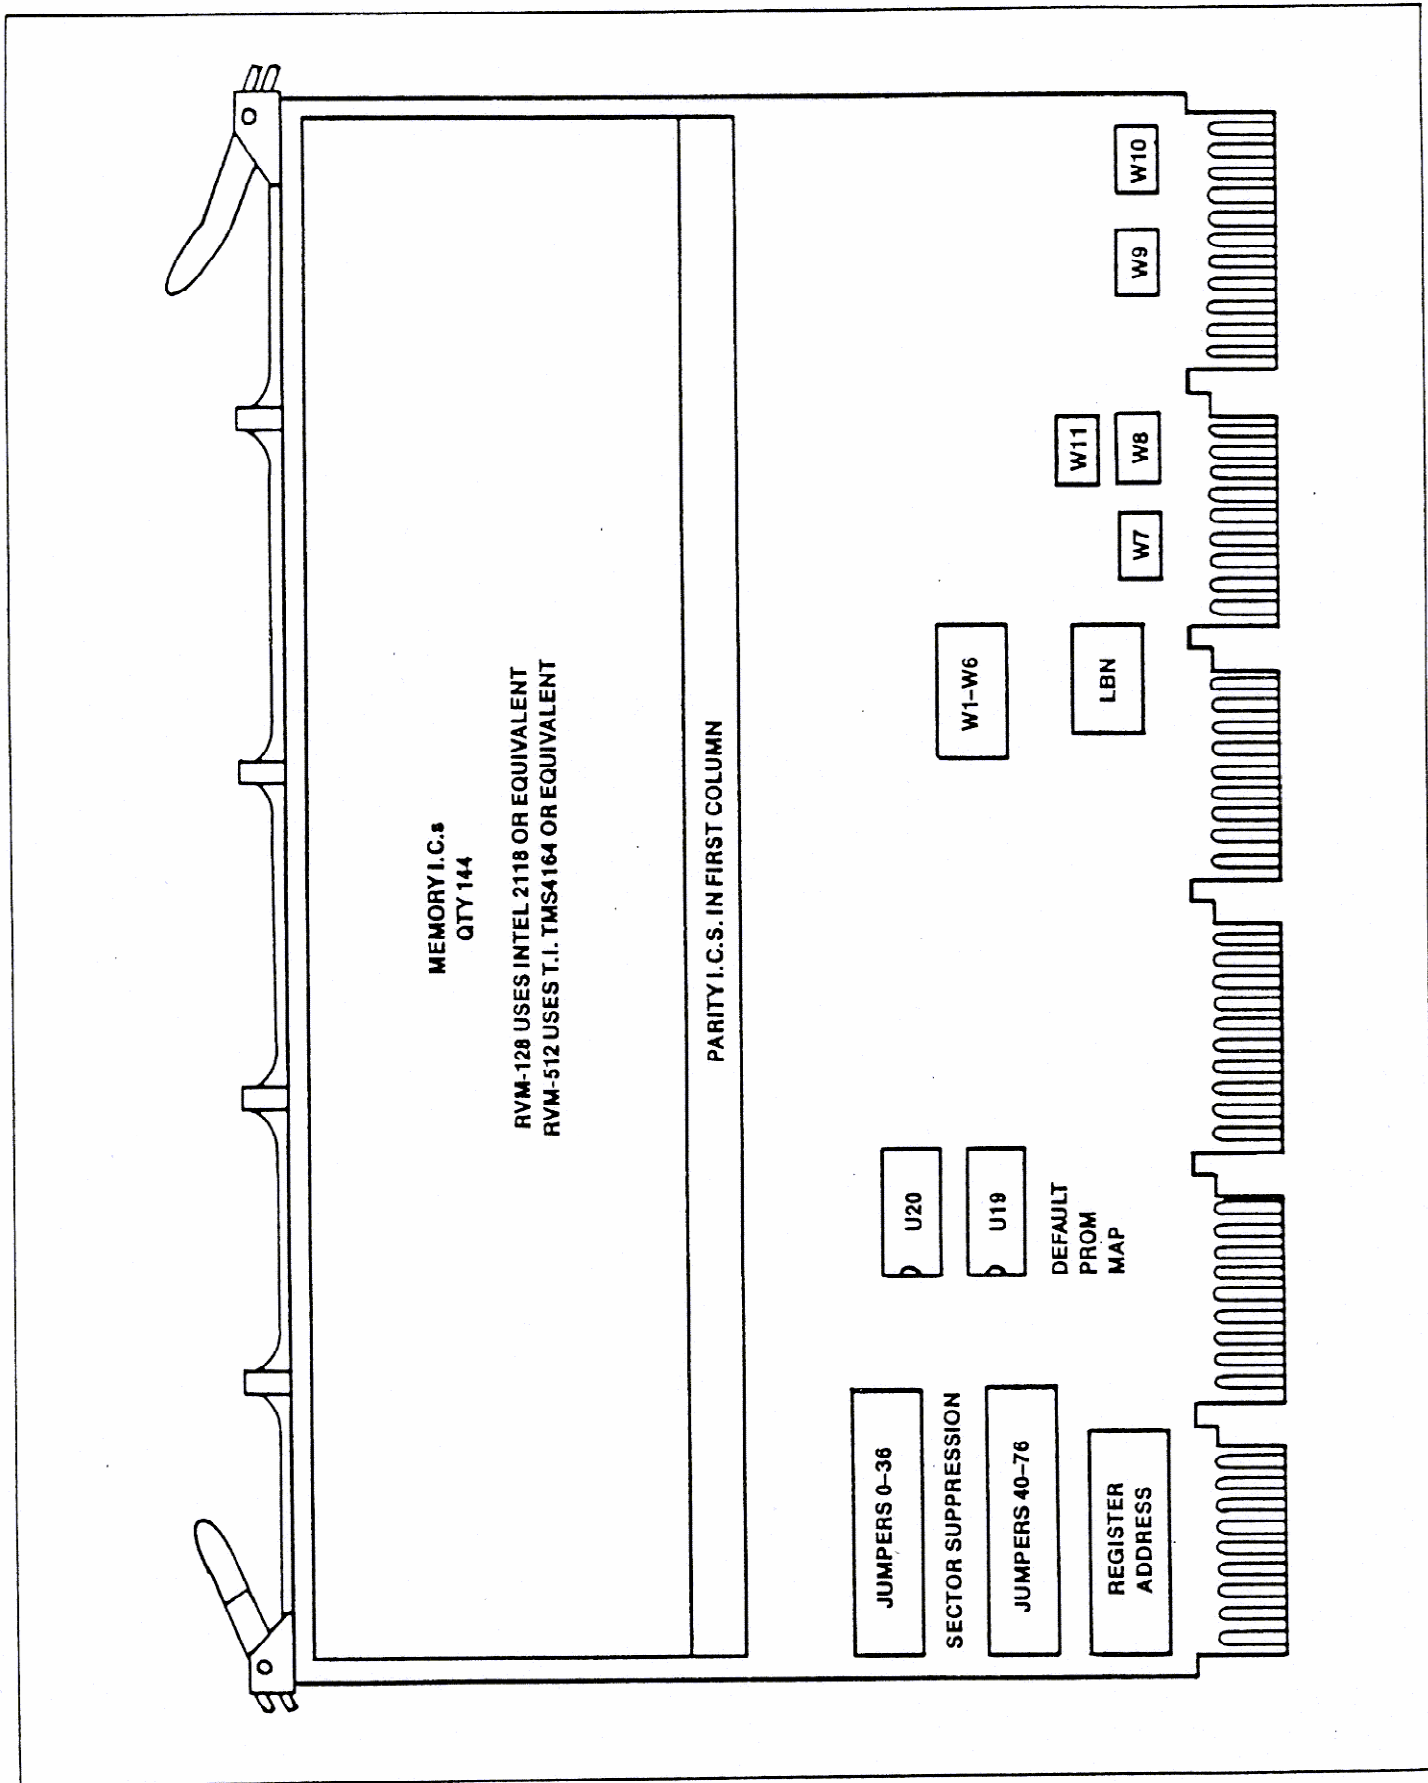 MEMORY I.C.s
QTY 144
RVM-128 USES INTEL 2118 OR EQUIVALENT
RVM-512 USES T.I. TMS4164 OR EQUIVALENT
PARITY I.C.S. IN FIRST COLUMN
JUMPERS 0-36
SECTOR SUPPRESSION
JUMPERS 40-76
REGISTER
ADDRESS
U20
U19
DEFAULT
PROM
MAP
W1-W6
LBN
W7
W11
W8
W9
W10